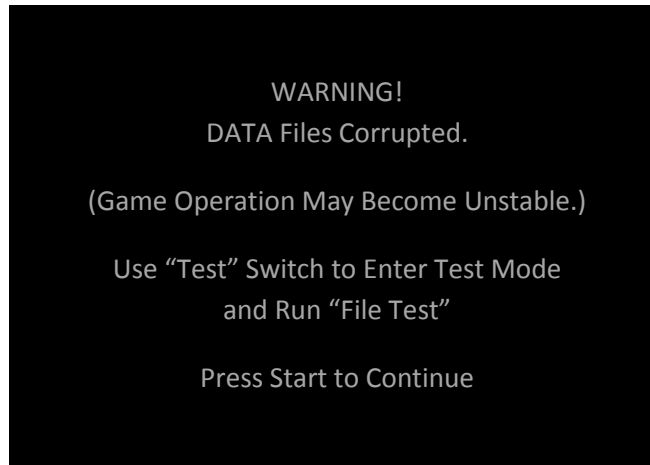 WARNING!
DATA Files Corrupted.
(Game Operation May Become Unstable.)
Use “Test” Switch to Enter Test Mode
and Run “File Test”
Press Start to Continue